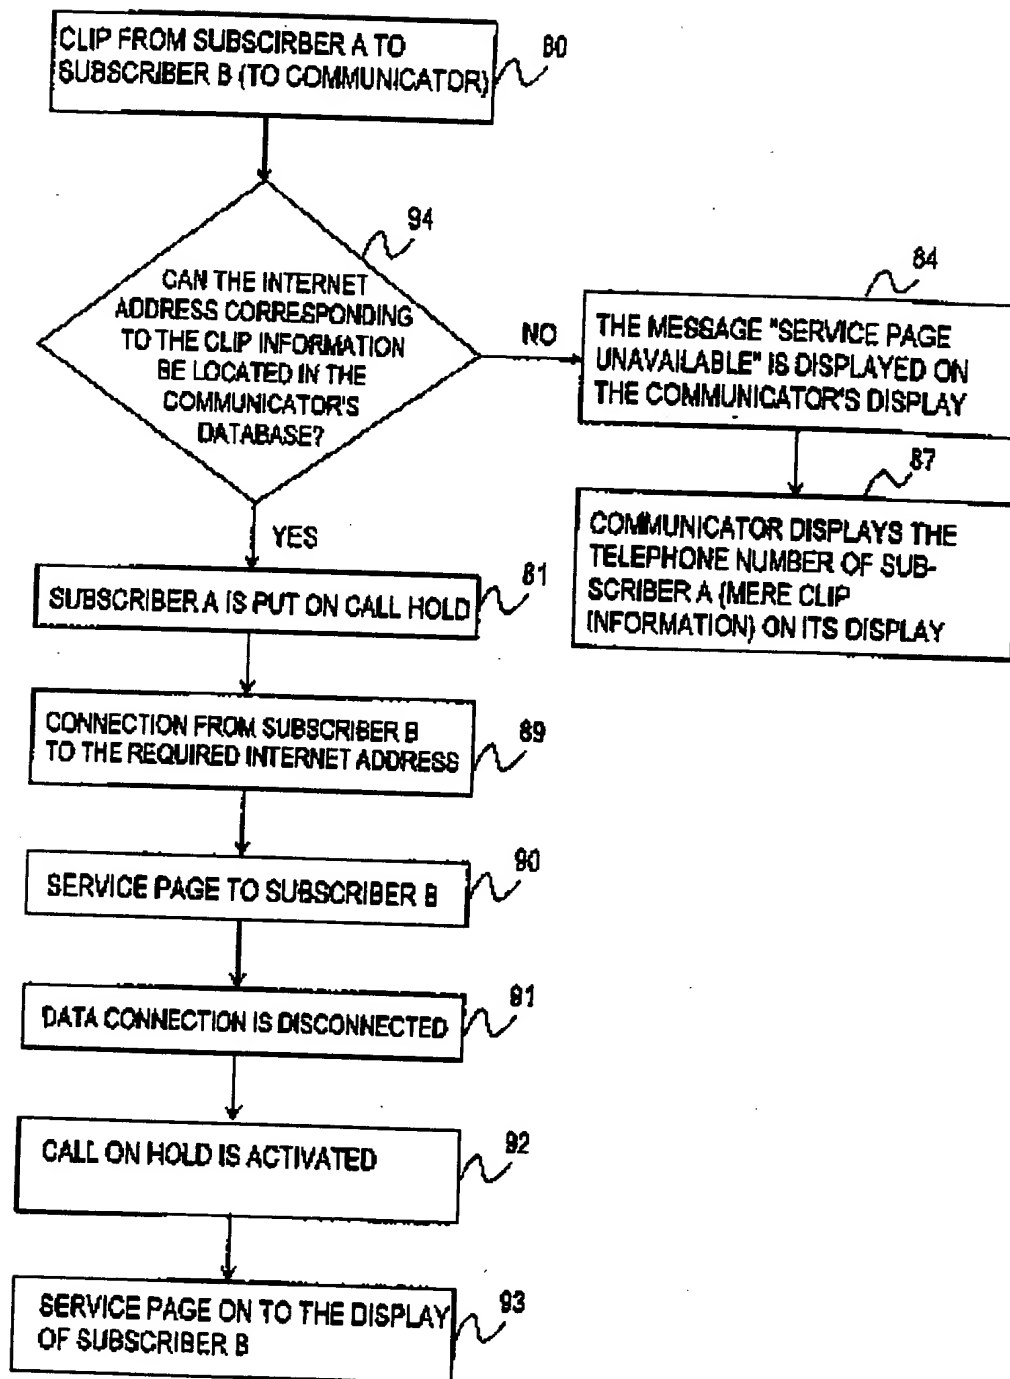 CLIP FROM SUBSCIRBER A TO
SUBSCRIBER B (TO COMMUNICATOR)
80
94
CAN THE INTERNET
ADDRESS CORRESPONDING
TO THE CLIP INFORMATION
BE LOCATED IN THE
COMMUNICATOR'S
DATABASE?
NO
84
THE MESSAGE "SERVICE PAGE
UNAVAILABLE" IS DISPLAYED ON
THE COMMUNICATOR'S DISPLAY
87
COMMUNICATOR DISPLAYS THE
TELEPHONE NUMBER OF SUB-
SCRIBER A (MERE CLIP
INFORMATION) ON ITS DISPLAY
YES
SUBSCRIBER A IS PUT ON CALL HOLD
81
CONNECTION FROM SUBSCRIBER B
TO THE REQUIRED INTERNET ADDRESS
89
SERVICE PAGE TO SUBSCRIBER B
90
DATA CONNECTION IS DISCONNECTED
91
CALL ON HOLD IS ACTIVATED
92
SERVICE PAGE ON TO THE DISPLAY
OF SUBSCRIBER B
93